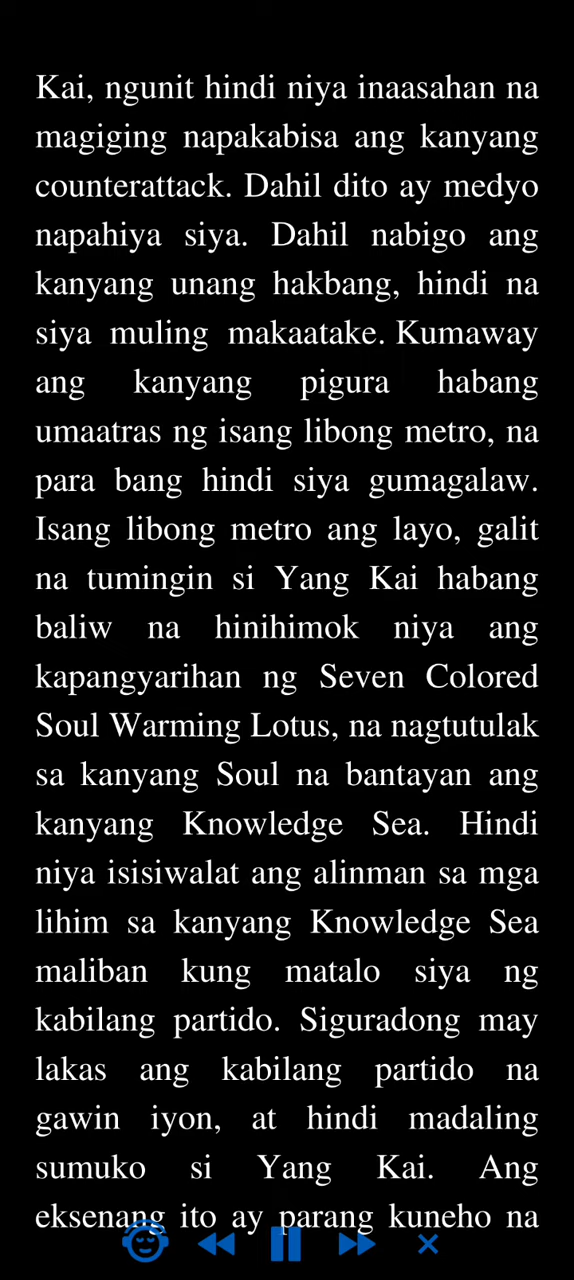 Kai, ngunit hindi niya inaasahan na
magiging napakabisa ang kanyang
counterattack. Dahil dito ay medyo
napahiya siya. Dahil nabigo ang
kanyang unang hakbang, hindi na
siya muling makaatake. Kumaway
ang kanyang pigura habang
umaatras ng isang libong metro, na
para bang hindi siya gumagalaw.
Isang libong metro ang layo, galit
na tumingin si Yang Kai habang
baliw na hinihimok niya ang
kapangyarihan ng Seven Colored
Soul Warming Lotus, na nagtutulak
sa kanyang Soul na bantayan ang
kanyang Knowledge Sea. Hindi
niya isisiwalat ang alinman sa mga
lihim sa kanyang Knowledge Sea
maliban kung matalo siya ng
kabilang partido. Siguradong may
lakas ang kabilang partido na
gawin iyon, at hindi madaling
sumuko si Yang Kai. Ang
eksenang ito ay parang kuneho na